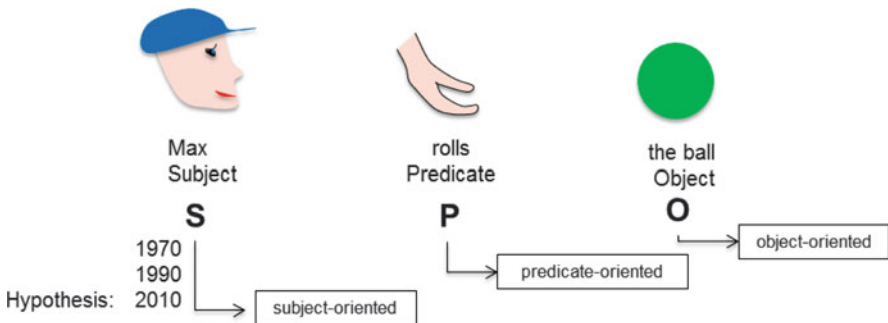 Max
Subject
S
rolls
Predicate
P
the ball
Object
O
1970
object-oriented
1990
predicate-oriented
Hypothesis: 2010
subject-oriented